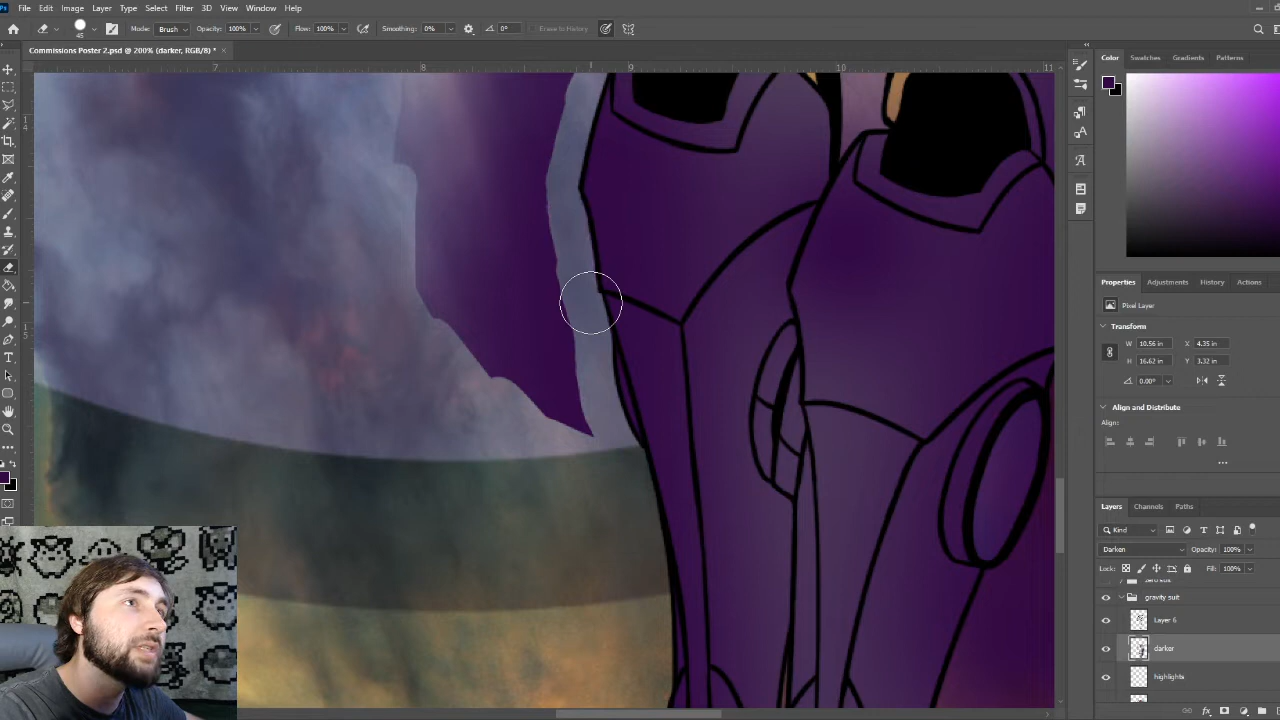 File Edit Image Layer Type Select Filter 3D View Window Help
45 Mode: Brush Opacity: 100% Flow: 100% Smoothing: 0% 0° Erase to History
Commissions Poster 2.psd @ 200% (darker, RGB/8) *
7 8 9 10 11
14
15
Color Swatches Gradients Patterns
Properties Adjustments History Actions
Pixel Layer
Transform
W 10.56 in X 4.35 in
H 16.62 in Y 3.32 in
0.00°
Align and Distribute
Align:
Layers Channels Paths
Kind
Darken Opacity: 100%
Lock: Fill: 100%
gravity suit
Layer 6
darker
highlights